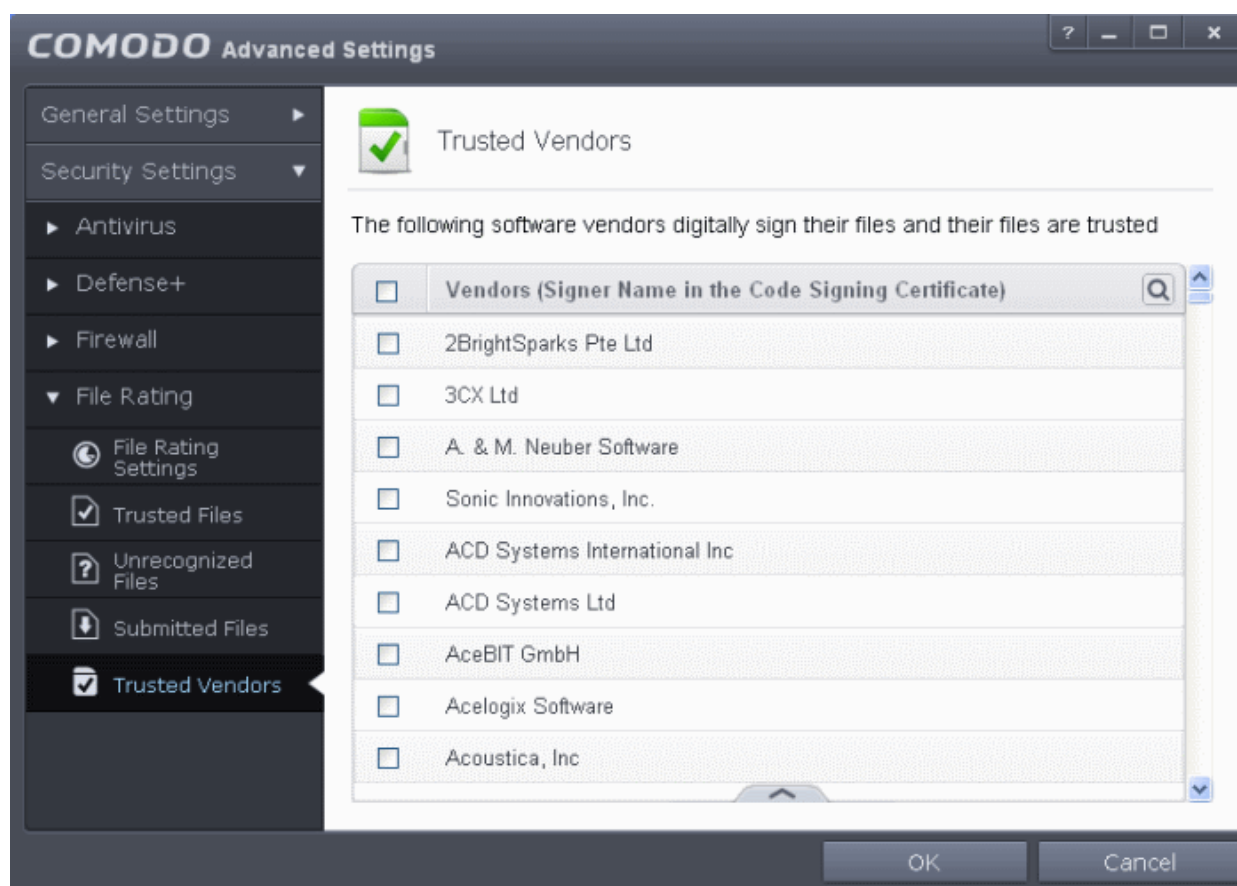 COMODO Advanced Settings
?
General Settings
Security Settings
Antivirus
Defense+
Firewall
File Rating
File Rating
Settings
Trusted Files
Unrecognized
Files
Submitted Files
Trusted Vendors
Trusted Vendors
The following software vendors digitally sign their files and their files are trusted
Vendors (Signer Name in the Code Signing Certificate)
2BrightSparks Pte Ltd
3CX Ltd
A. & M. Neuber Software
Sonic Innovations, Inc.
ACD Systems International Inc
ACD Systems Ltd
AceBIT GmbH
Acelogix Software
Acoustica, Inc
OK
Cancel